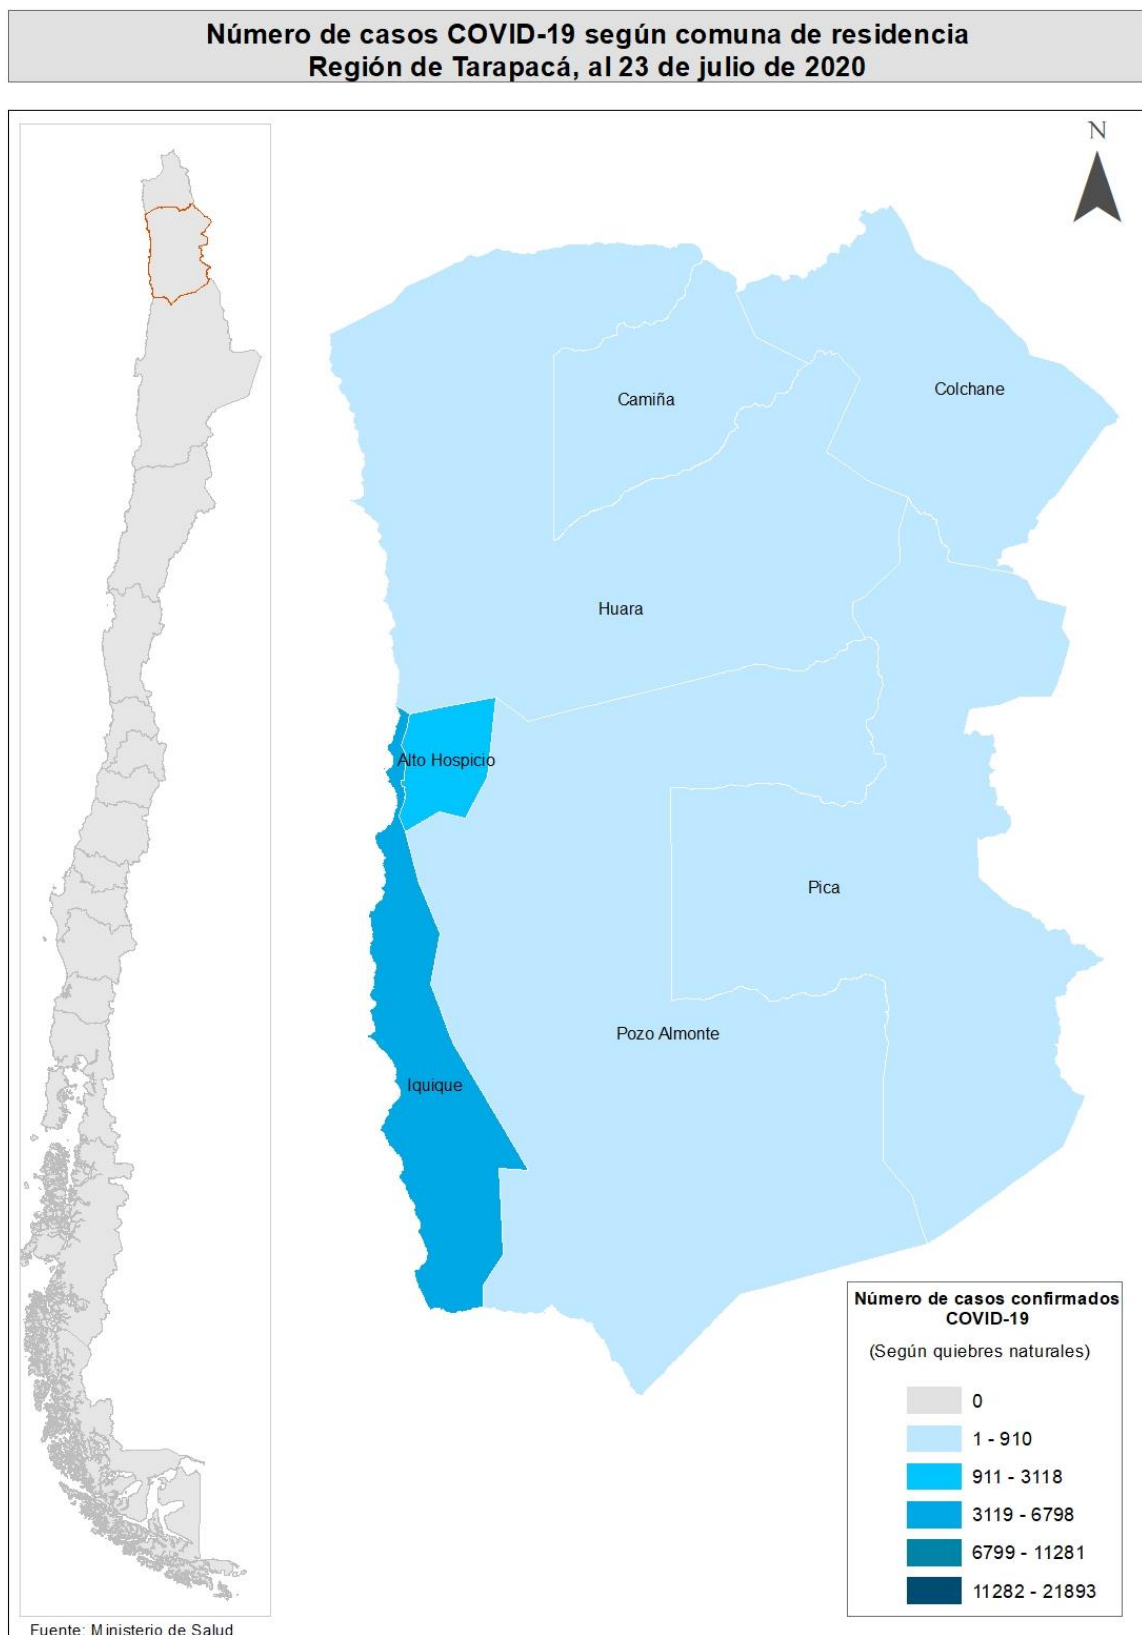 Número de casos COVID-19 según comuna de residencia
Región de Tarapacá, al 23 de julio de 2020
N
Camiña
Colchane
Huara
Alto Hospicio
Pica
Pozo Almonte
Iquique
Número de casos confirmados
COVID-19
(Según quiebres naturales)
0
1 - 910
911 - 3118
3119 - 6798
6799 - 11281
11282 - 21893
Fuente: Ministerio de Salud